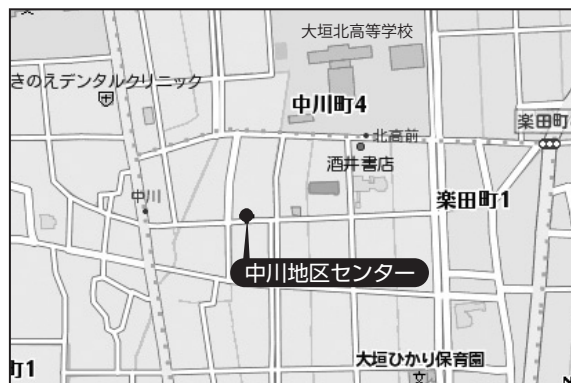 大垣北高等学校
きのえデンタルクリニック
中川町4
楽田町
北高前
酒井書店
中川
楽田町1
中川地区センター
大垣ひかり保育園
文
町1